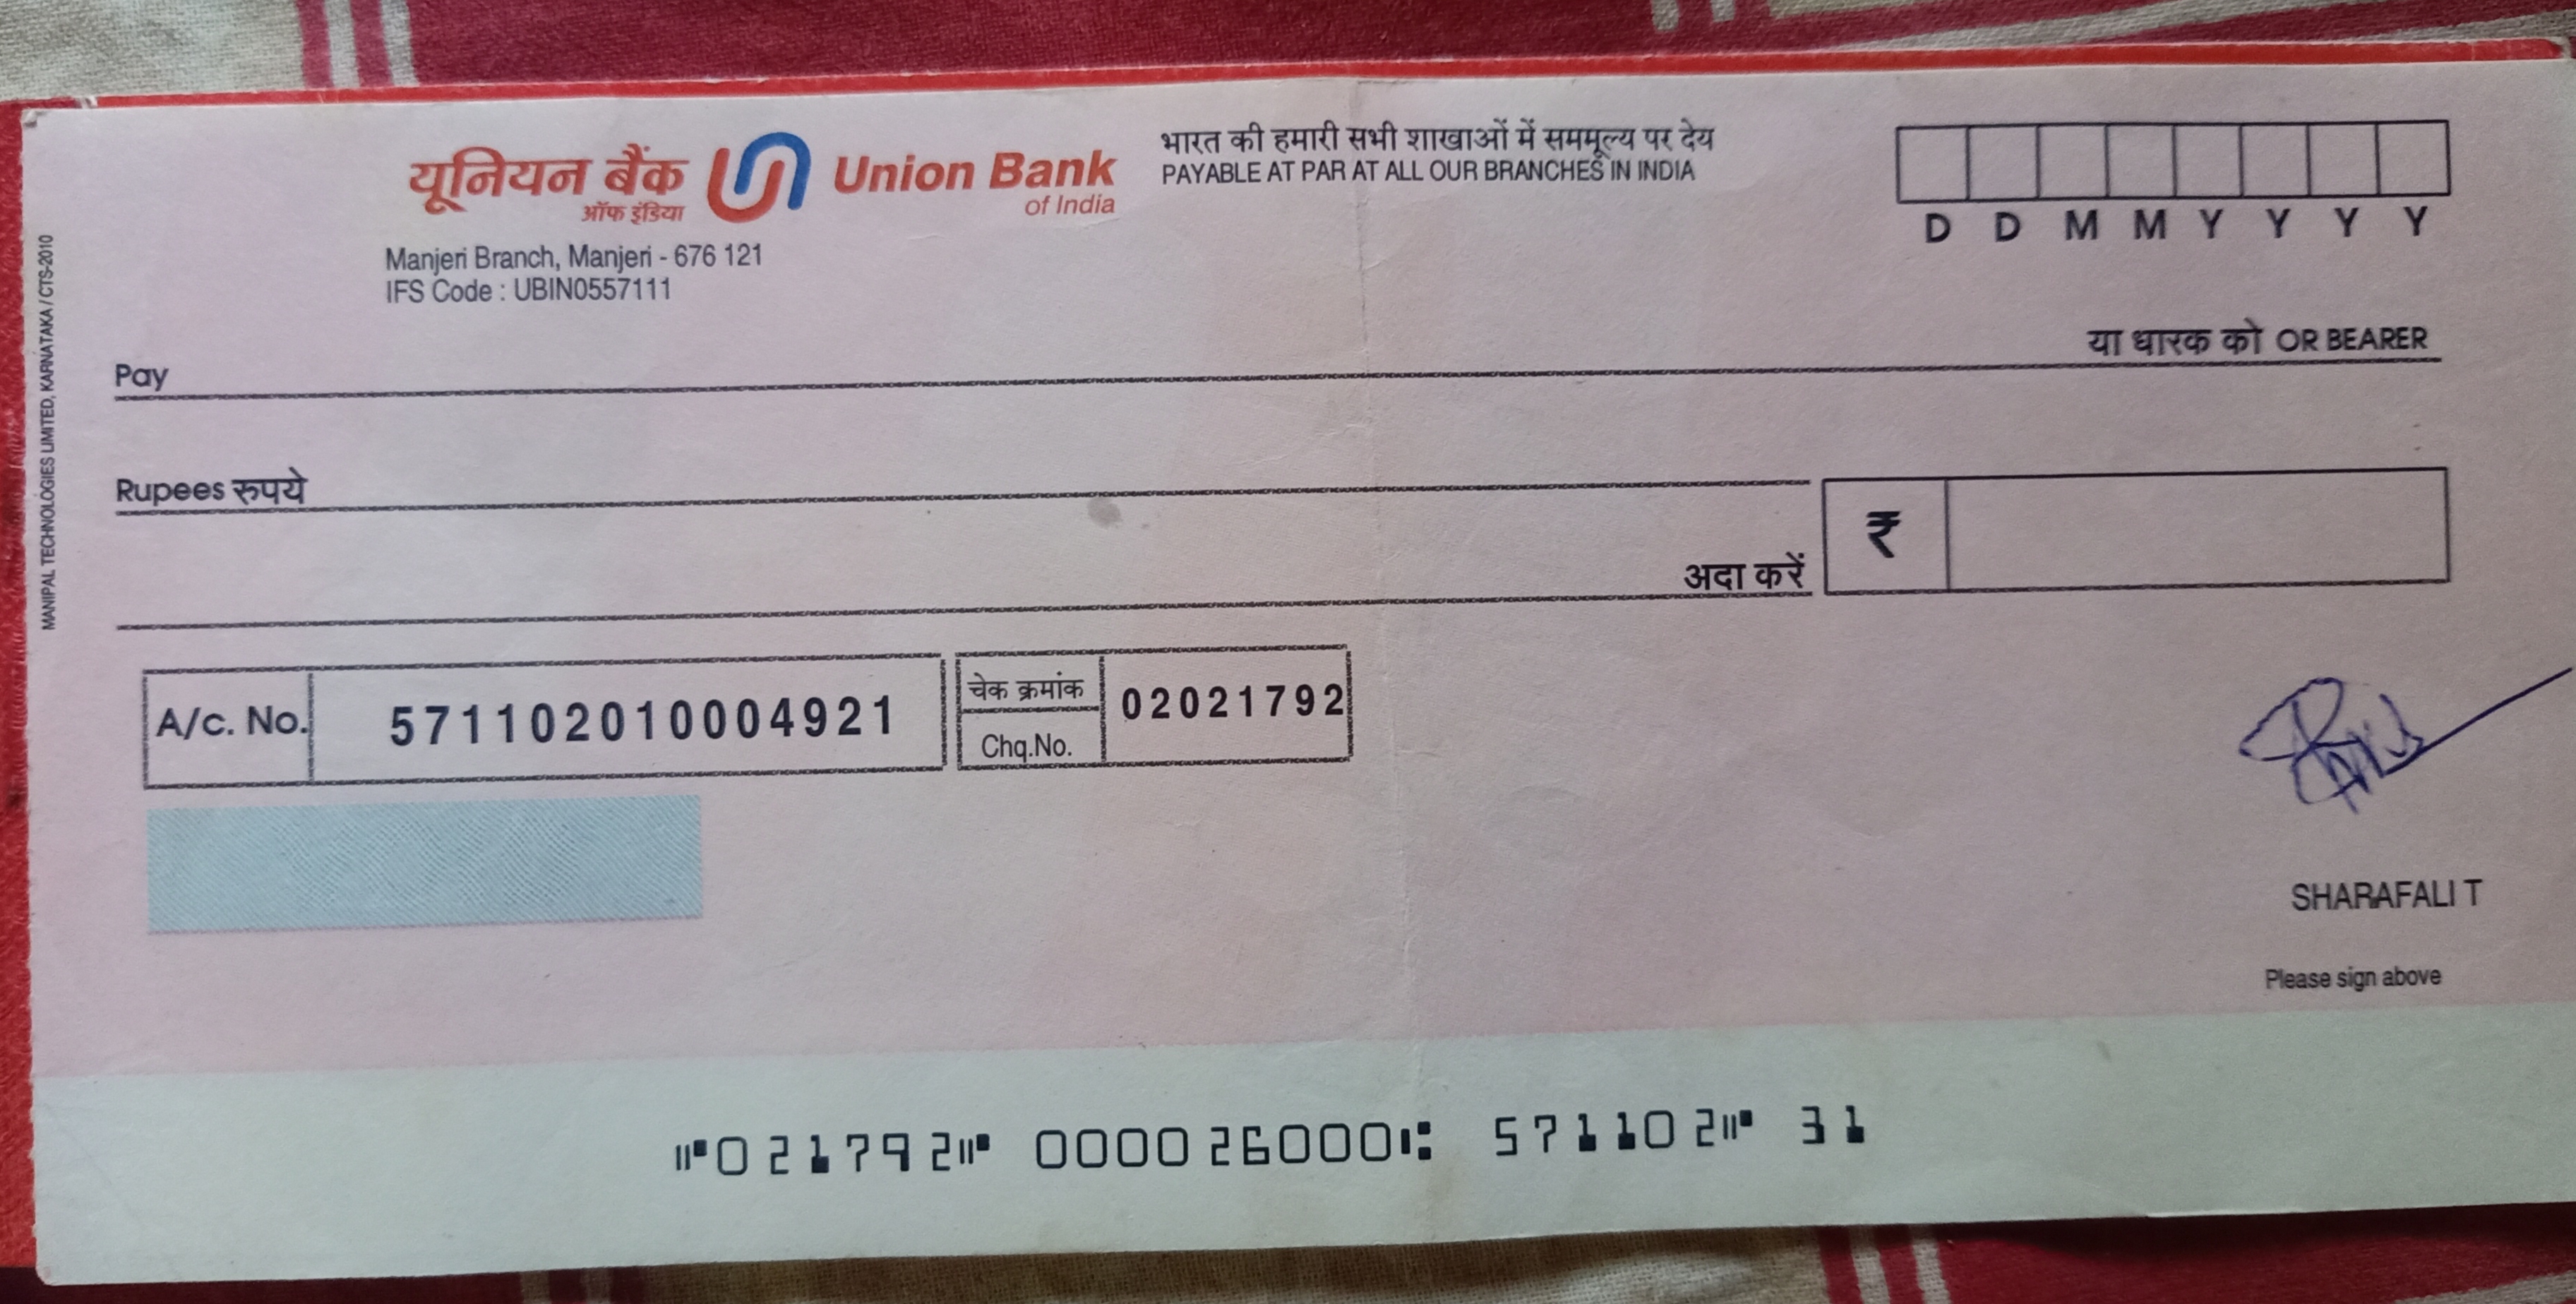 यूनियन बैंक Union Bank
ऑफ इंडिया of India
भारत की हमारी सभी शाखाओं में सममूल्य पर देय
PAYABLE AT PAR AT ALL OUR BRANCHES IN INDIA
D D M M Y Y Y Y
Manjeri Branch, Manjeri - 676 121
IFS Code : UBIN0557111
MANIPAL TECHNOLOGIES LIMITED, KARNATAKA / CTS-2010
Pay या धारक को OR BEARER
Rupees रुपये
अदा करें ₹
A/c. No. 571102010004921 चेक क्रमांक Chq.No. 02021792
SHARAFALI T
Please sign above
⑈021792⑈ 000026000⑆ 571102⑈ 31